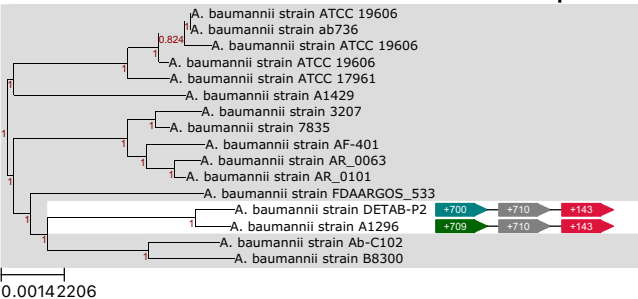 A. baumannii strain ATCC 19606
1
A. baumannii strain ab736
0.824
A. baumannii strain ATCC 19606
A. baumannii strain ATCC 19606
1
A. baumannii strain ATCC 17961
1
A. baumannii strain A1429
A. baumannii strain 3207
1
A. baumannii strain 7835
1
1
A. baumannii strain AF-401
1
A. baumannii strain AR_0063
1
A. baumannii strain AR_0101
A. baumannii strain FDAARGOS_533
1
A. baumannii strain DETAB-P2 +700 +710 +143
1
A. baumannii strain A1296 +709 +710 +143
1
A. baumannii strain Ab-C102
1
A. baumannii strain B8300
0.00142206